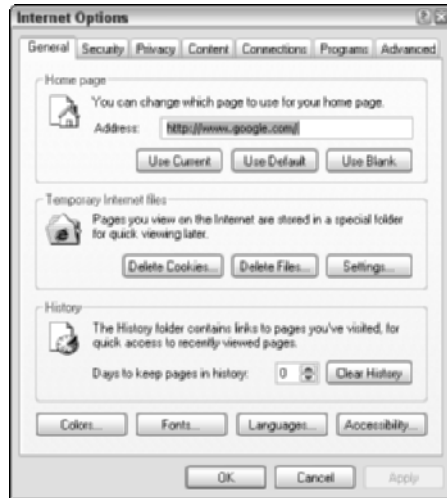 Internet Options
General Security Privacy Content Connections Programs Advanced
Home page
You can change which page to use for your home page.
Address: http://www.google.com/
Use Current Use Default Use Blank
Temporary Internet files
Pages you view on the Internet are stored in a special folder
for quick viewing later.
Delete Cookies... Delete Files... Settings...
History
The History folder contains links to pages you've visited, for
quick access to recently viewed pages.
Days to keep pages in history: 0 Clear History
Colors... Fonts... Languages... Accessibility...
OK Cancel Apply